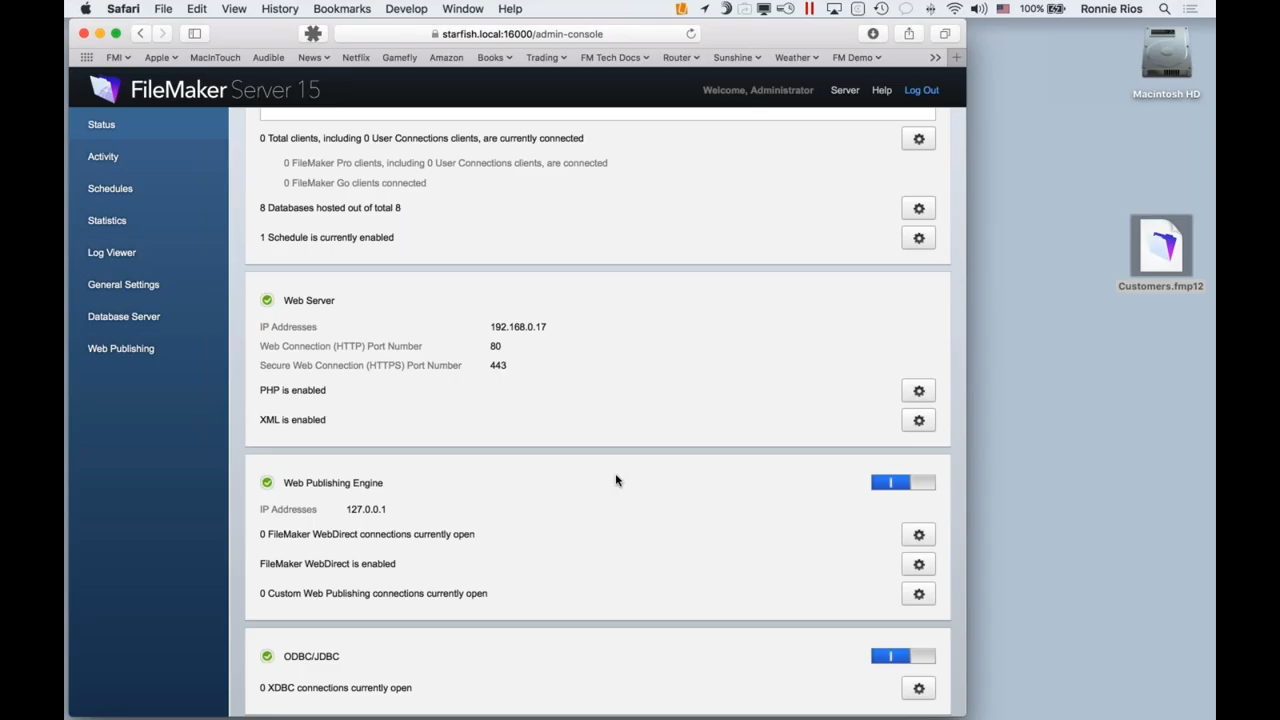 Safari File Edit View History Bookmarks Develop Window Help 100% Ronnie Rios
starfish.local:16000/admin-console
FMI Apple MacInTouch Audible News Netflix Gamefly Amazon Books Trading FM Tech Docs Router Sunshine Weather FM Demo
Macintosh HD
FileMaker Server 15 Welcome, Administrator Server Help Log Out
Status
Activity
Schedules
Statistics
Log Viewer
General Settings
Database Server
Web Publishing
0 Total clients, including 0 User Connections clients, are currently connected
0 FileMaker Pro clients, including 0 User Connections clients, are connected
0 FileMaker Go clients connected
8 Databases hosted out of total 8
1 Schedule is currently enabled
Web Server
IP Addresses 192.168.0.17
Web Connection (HTTP) Port Number 80
Secure Web Connection (HTTPS) Port Number 443
PHP is enabled
XML is enabled
Web Publishing Engine
IP Addresses 127.0.0.1
0 FileMaker WebDirect connections currently open
FileMaker WebDirect is enabled
0 Custom Web Publishing connections currently open
ODBC/JDBC
0 XDBC connections currently open
Customers.fmp12